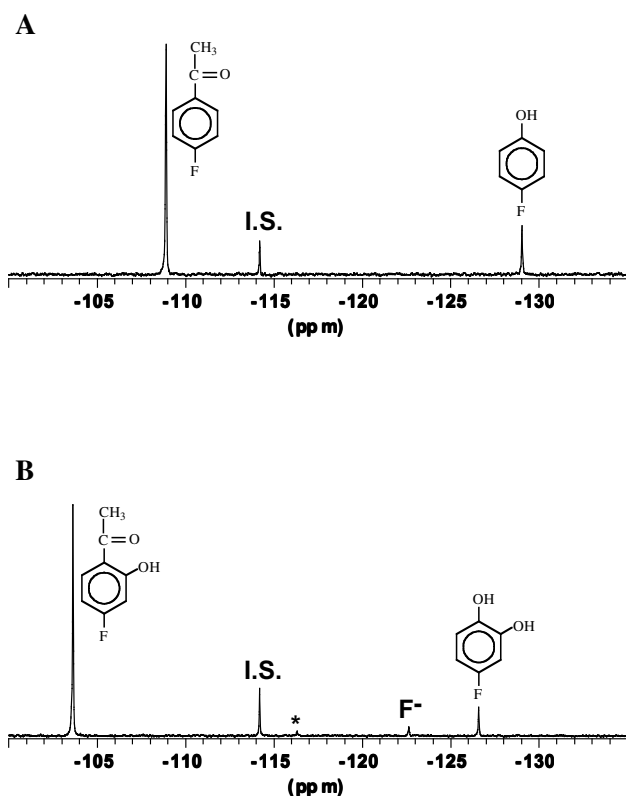 A
CH₃
C=O
F
I.S.
OH
F
-105 -110 -115 -120 -125 -130
(ppm)
B
CH₃
C=O
OH
F
I.S.
*
F⁻
OH
OH
F
-105 -110 -115 -120 -125 -130
(ppm)